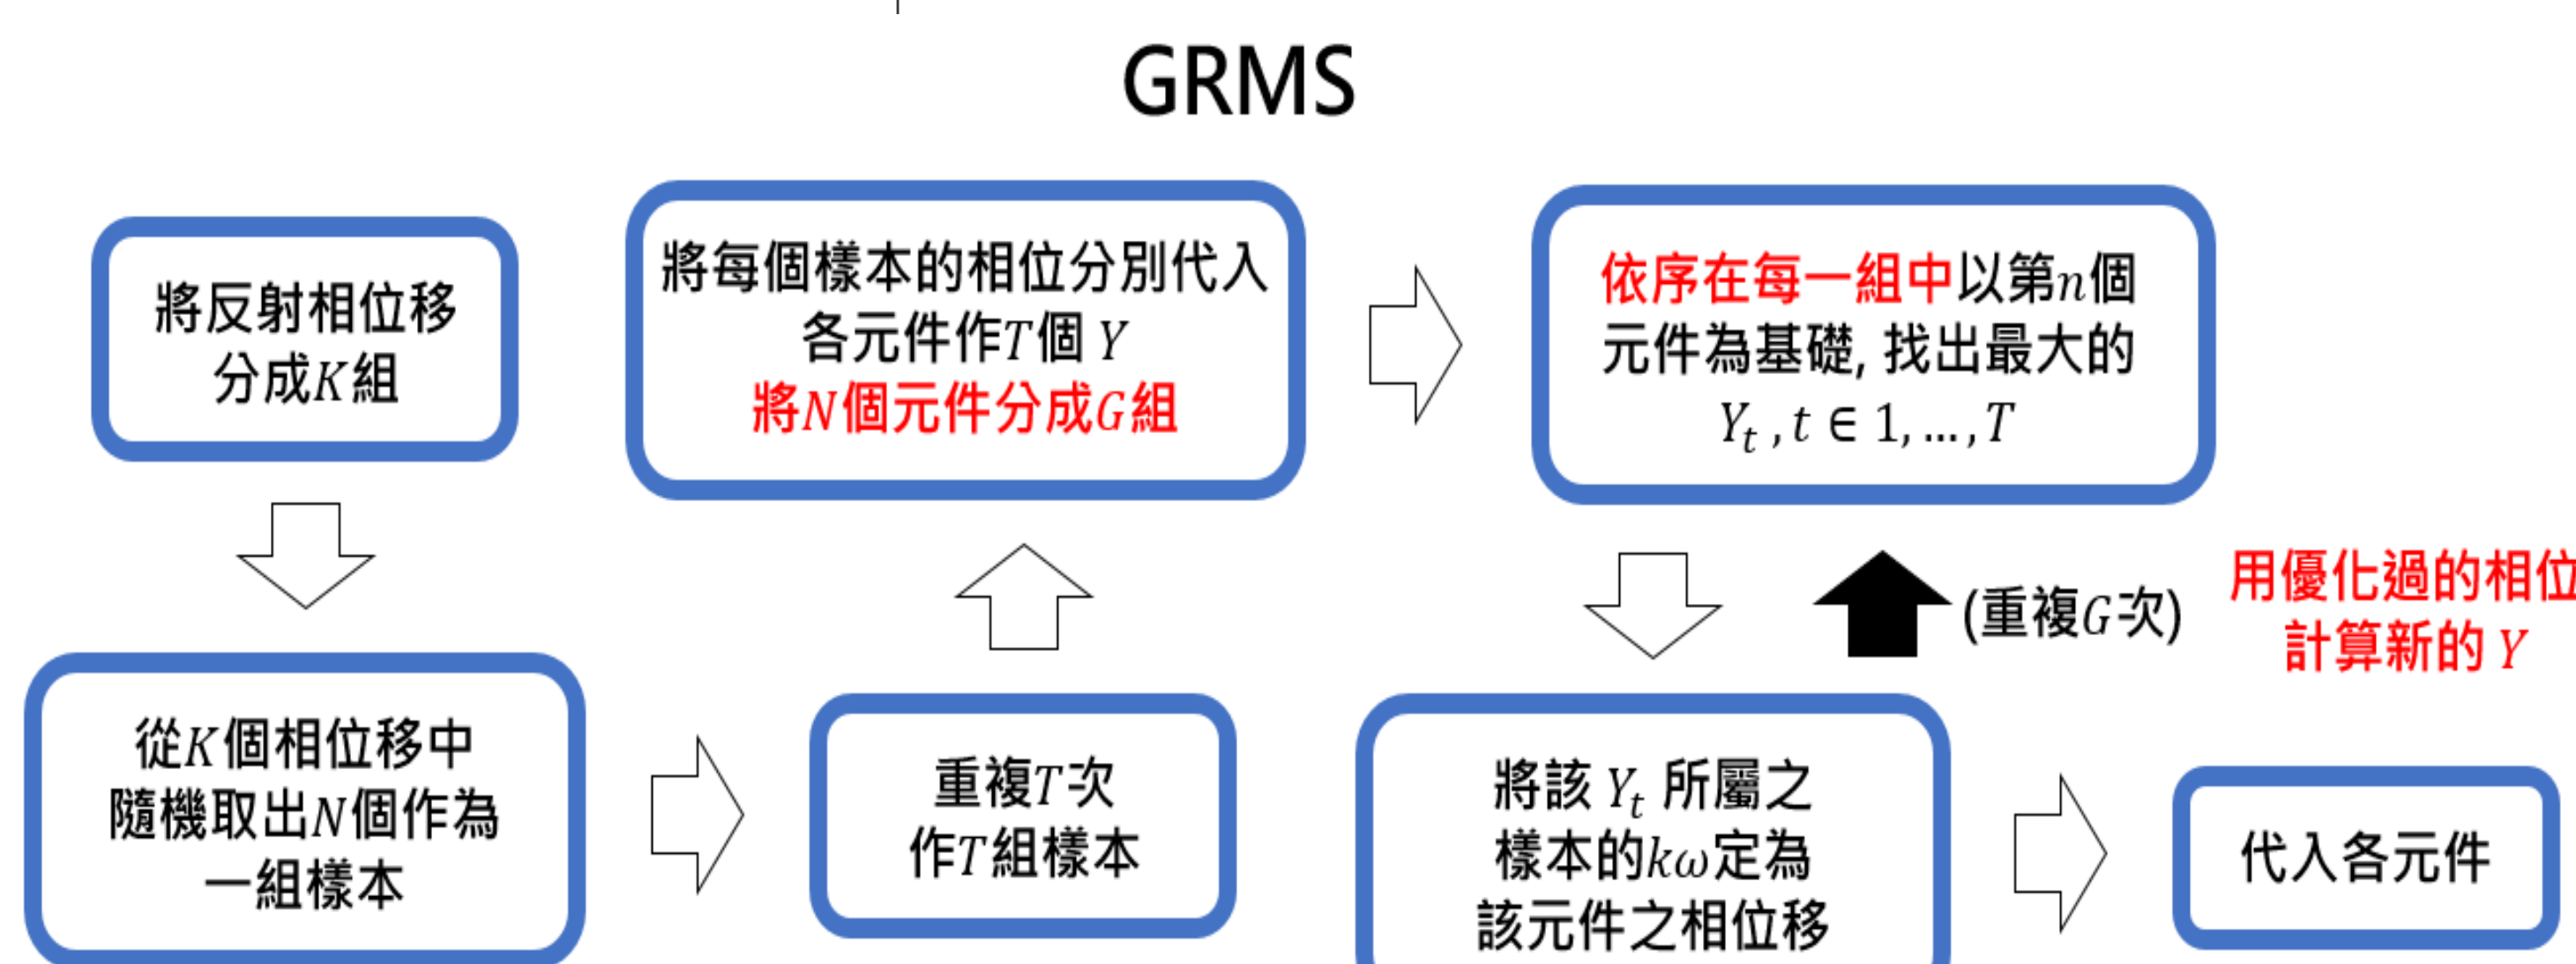 GRMS
將反射相位移
分成K組
從K個相位移中
隨機取出N個作為
一組樣本
重複T次
作T組樣本
將每個樣本的相位分別代入
各元件作T個 Y
將N個元件分成G組
依序在每一組中以第n個
元件為基礎, 找出最大的
Yₜ , t ∈ 1, … , T
(重複G次)
用優化過的相位
計算新的 Y
將該 Yₜ 所屬之
樣本的kω定為
該元件之相位移
代入各元件